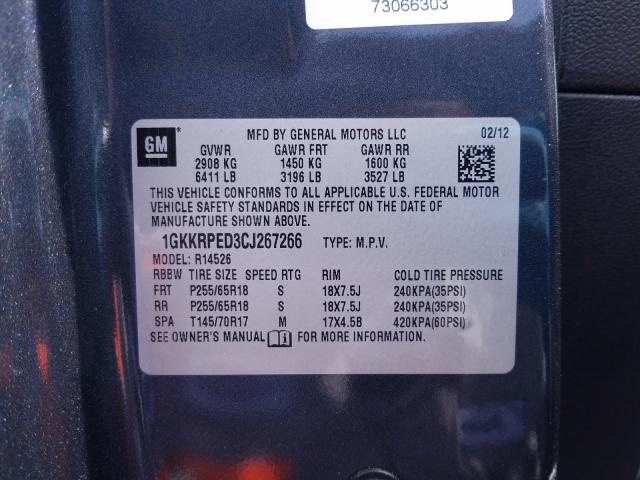 73066303
GM
MFD BY GENERAL MOTORS LLC 02/12
GVWR GAWR FRT GAWR RR
2908 KG 1450 KG 1600 KG
6411 LB 3196 LB 3527 LB
THIS VEHICLE CONFORMS TO ALL APPLICABLE U.S. FEDERAL MOTOR
VEHICLE SAFETY STANDARDS IN EFFECT ON THE DATE OF
MANUFACTURE SHOWN ABOVE.
1GKKRPED3CJ267266 TYPE: M.P.V.
MODEL: R14526
RBBW TIRE SIZE SPEED RTG RIM COLD TIRE PRESSURE
FRT P255/65R18 S 18X7.5J 240KPA(35PSI)
RR P255/65R18 S 18X7.5J 240KPA(35PSI)
SPA T145/70R17 M 17X4.5B 420KPA(60PSI)
SEE OWNER'S MANUAL i FOR MORE INFORMATION.